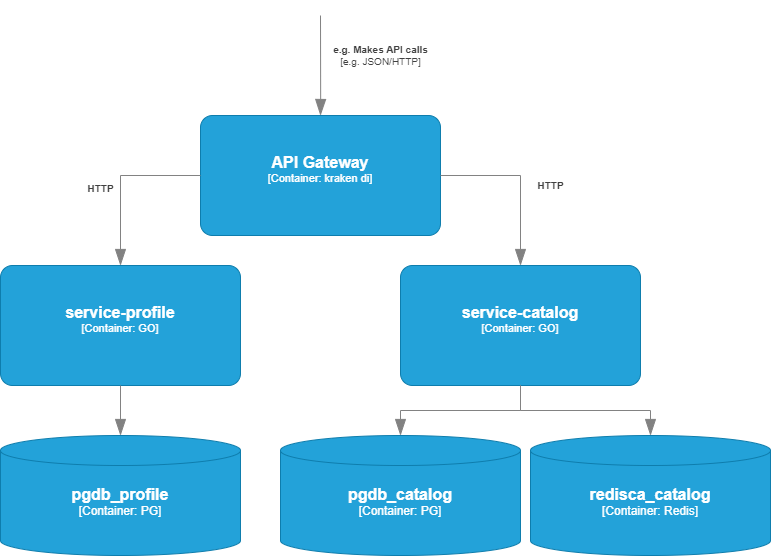 e.g. Makes API calls
[e.g. JSON/HTTP]
API Gateway
[Container: kraken di]
HTTP
HTTP
service-profile
[Container: GO]
service-catalog
[Container: GO]
pgdb_profile
[Container: PG]
pgdb_catalog
[Container: PG]
redisca_catalog
[Container: Redis]